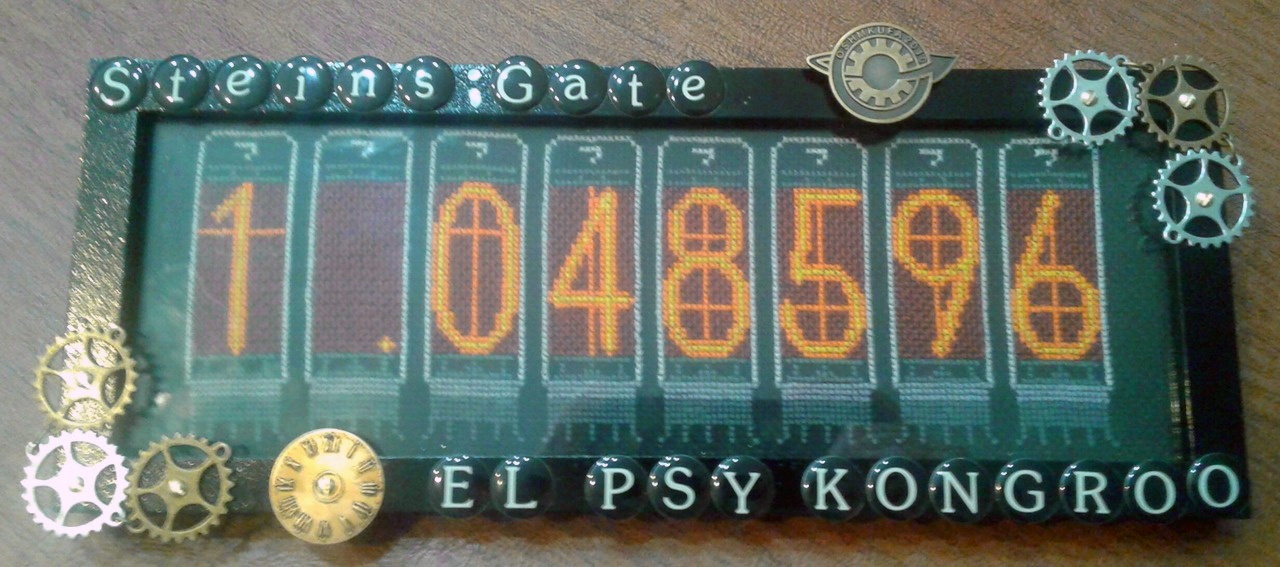 Steins;Gate
1.048596
EL PSY KONGROO